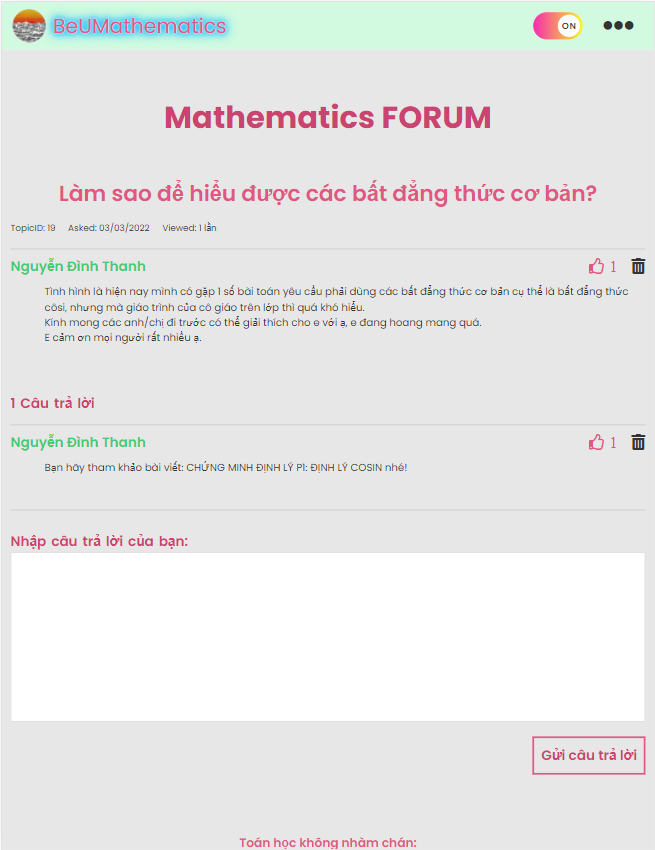 BeUMathematics
ON
Mathematics FORUM
Làm sao để hiểu được các bất đẳng thức cơ bản?
TopicID: 19 Asked: 03/03/2022 Viewed: 1 lần
Nguyễn Đình Thanh 1
Tình hình là hiện nay mình có gặp 1 số bài toán yêu cầu phải dùng các bất đẳng thức cơ bản cụ thể là bất đẳng thức
côsi, nhưng mà giáo trình của cô giáo trên lớp thì quá khó hiểu.
Kính mong các anh/chị đi trước có thể giải thích cho e với ạ, e đang hoang mang quá.
E cảm ơn mọi người rất nhiều ạ.
1 Câu trả lời
Nguyễn Đình Thanh 1
Bạn hãy tham khảo bài viết: CHỨNG MINH ĐỊNH LÝ P1: ĐỊNH LÝ COSIN nhé!
Nhập câu trả lời của bạn:
Gửi câu trả lời
Toán học không nhàm chán: